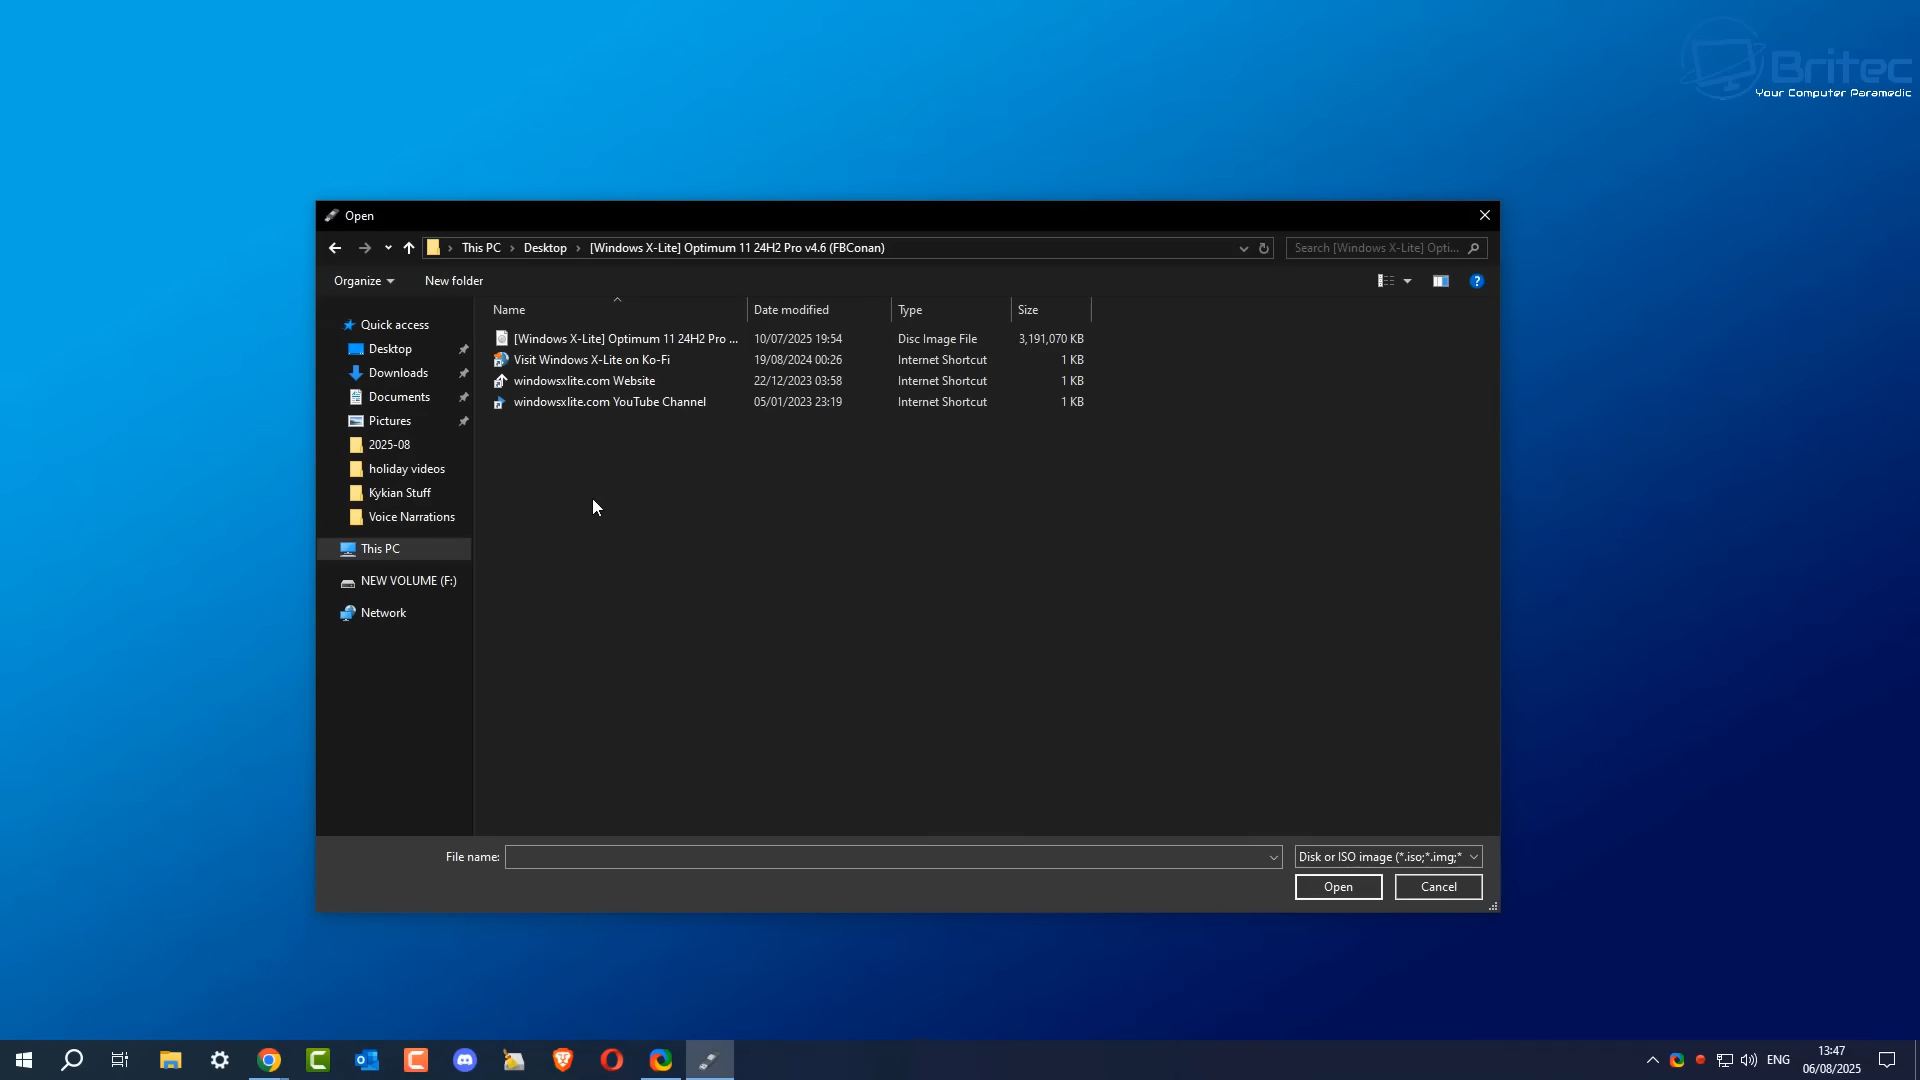 Britec
Your Computer Paramedic
Open
This PC > Desktop > [Windows X-Lite] Optimum 11 24H2 Pro v4.6 (FBConan)
Search [Windows X-Lite] Opti...
Organize
New folder
?
Name
Date modified
Type
Size
[Windows X-Lite] Optimum 11 24H2 Pro ... 10/07/2025 19:54 Disc Image File 3,191,070 KB
Visit Windows X-Lite on Ko-Fi 19/08/2024 00:26 Internet Shortcut 1 KB
windowsxlite.com Website 22/12/2023 03:58 Internet Shortcut 1 KB
windowsxlite.com YouTube Channel 05/01/2023 23:19 Internet Shortcut 1 KB
Quick access
Desktop
Downloads
Documents
Pictures
2025-08
holiday videos
Kykian Stuff
Voice Narrations
This PC
NEW VOLUME (F:)
Network
File name:
Disk or ISO image (*.iso;*.img;*
Open
Cancel
ENG
13:47
06/08/2025